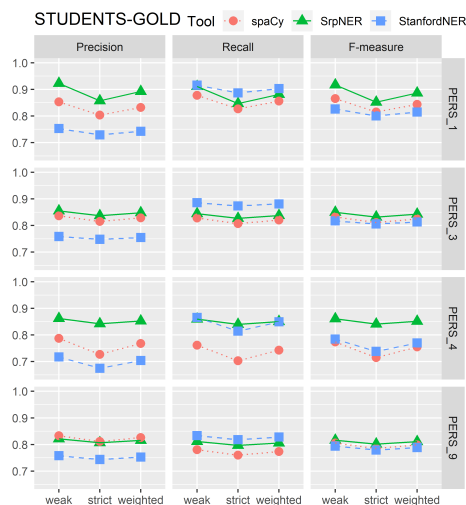 STUDENTS-GOLD Tool spaCy SrpNER StanfordNER
Precision Recall F-measure
1.0
0.9
0.8
0.7
PERS_1
1.0
0.9
0.8
0.7
PERS_3
1.0
0.9
0.8
0.7
PERS_4
1.0
0.9
0.8
0.7
PERS_9
weak strict weighted weak strict weighted weak strict weighted